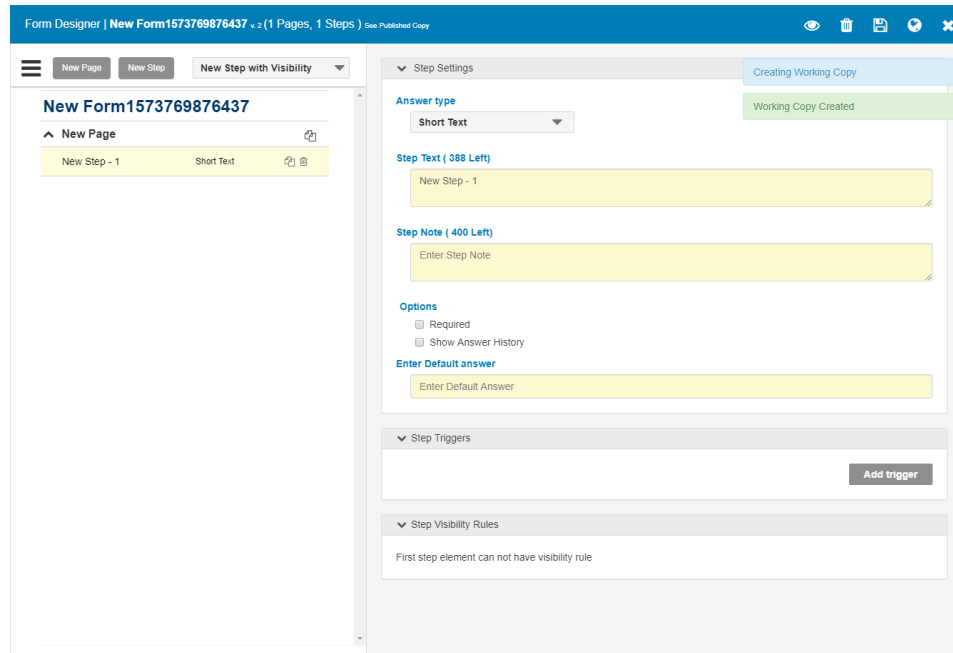 Form Designer | New Form1573769876437 v. 2 (1 Pages, 1 Steps ) See Published Copy
New Page
New Step
New Step with Visibility
New Form1573769876437
New Page
New Step - 1
Short Text
Step Settings
Creating Working Copy
Working Copy Created
Answer type
Short Text
Step Text ( 388 Left)
New Step - 1
Step Note ( 400 Left)
Enter Step Note
Options
Required
Show Answer History
Enter Default answer
Enter Default Answer
Step Triggers
Add trigger
Step Visibility Rules
First step element can not have visibility rule